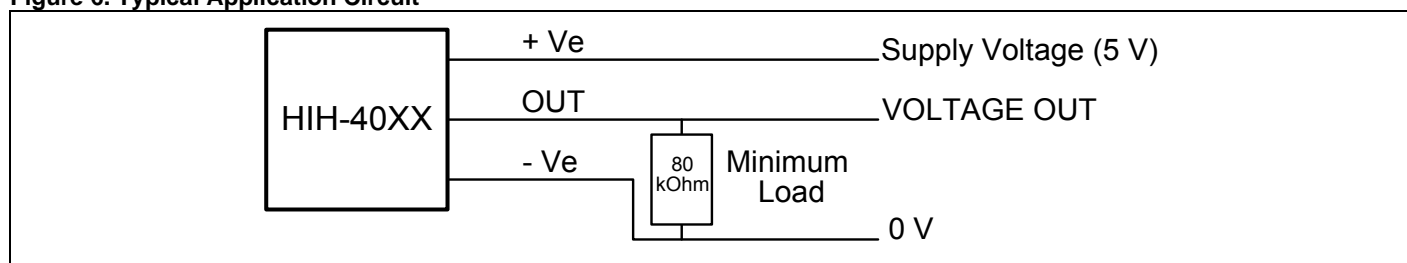 Figure 6. Typical Application Circuit
+ Ve
Supply Voltage (5 V)
HIH-40XX
OUT
VOLTAGE OUT
- Ve
80
kOhm
Minimum
Load
0 V